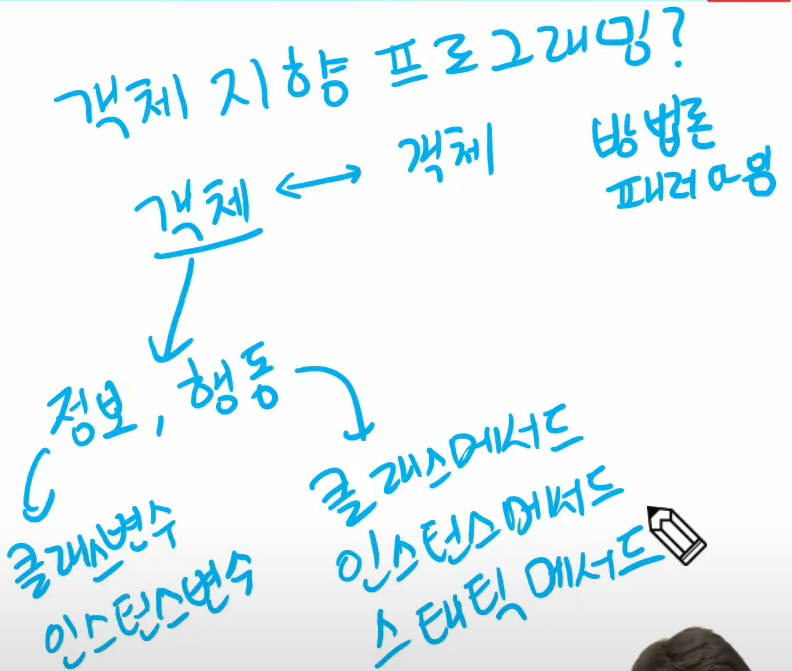 객체 지향 프로그래밍?
객체 ↔ 객체
방법론
패러다임
정보, 행동
클래스변수
인스턴스변수
클래스메서드
인스턴스메서드
스태틱 메서드